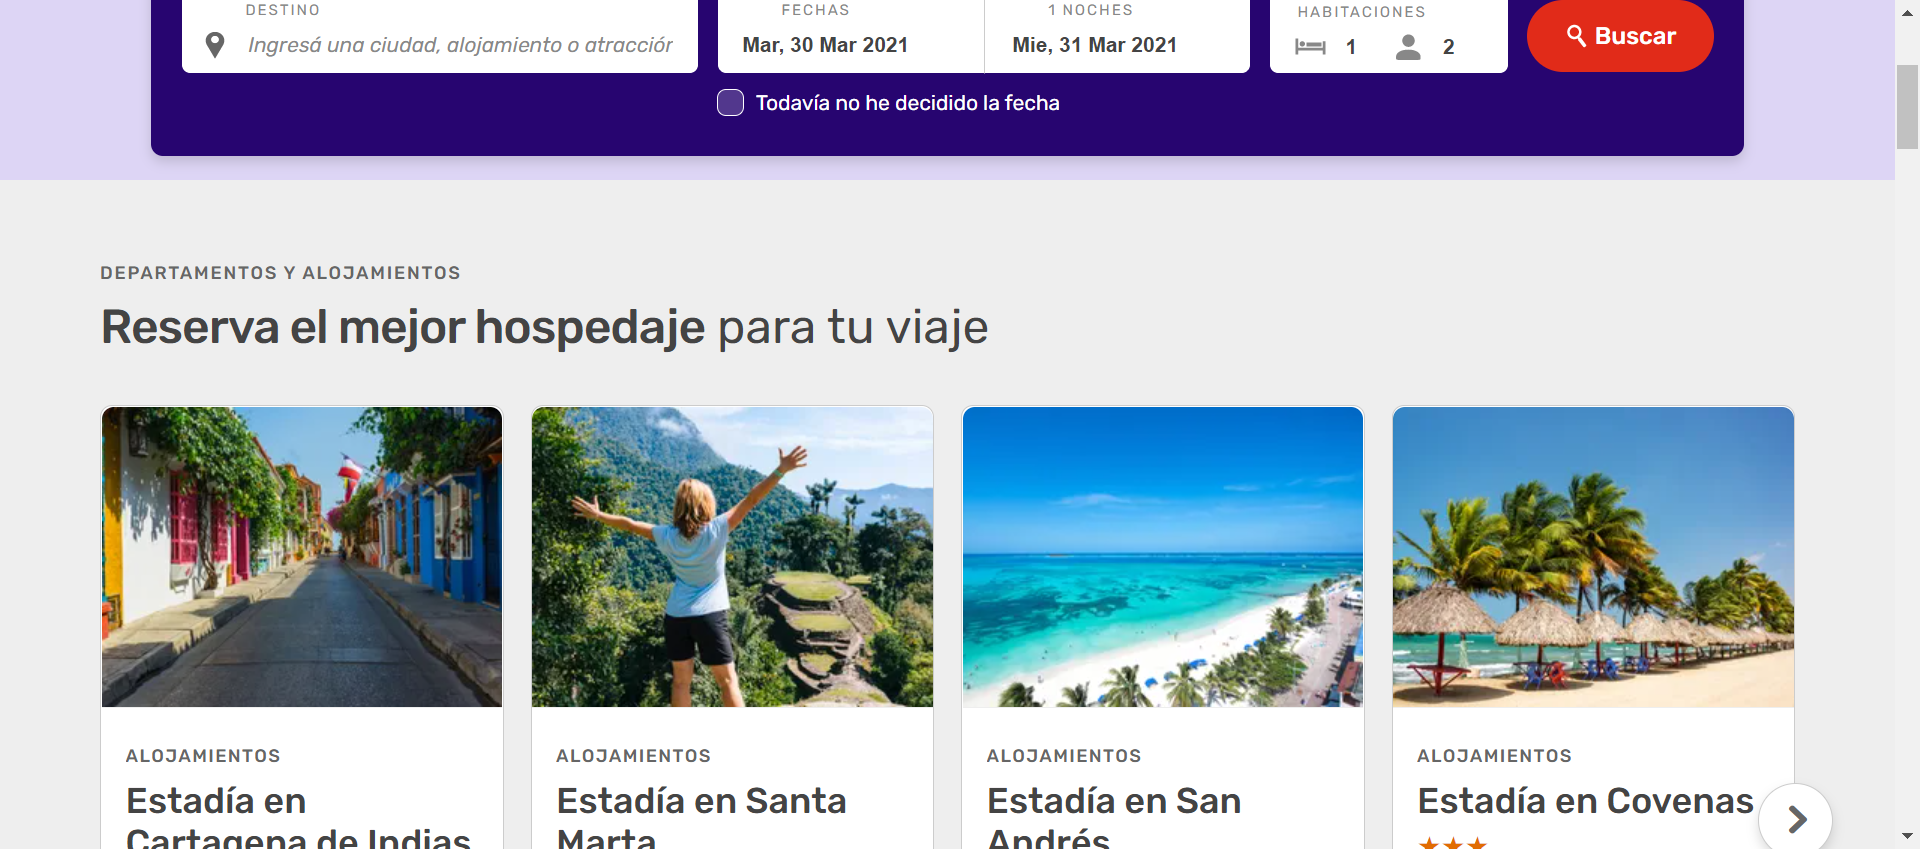 DESTINO
FECHAS
1 NOCHES
HABITACIONES
Ingresá una ciudad, alojamiento o atracción
Mar, 30 Mar 2021
Mie, 31 Mar 2021
1
2
Buscar
Todavía no he decidido la fecha
DEPARTAMENTOS Y ALOJAMIENTOS
Reserva el mejor hospedaje para tu viaje
ALOJAMIENTOS
Estadía en
Cartagena de Indias
ALOJAMIENTOS
Estadía en Santa
Marta
ALOJAMIENTOS
Estadía en San
Andrés
ALOJAMIENTOS
Estadía en Covenas